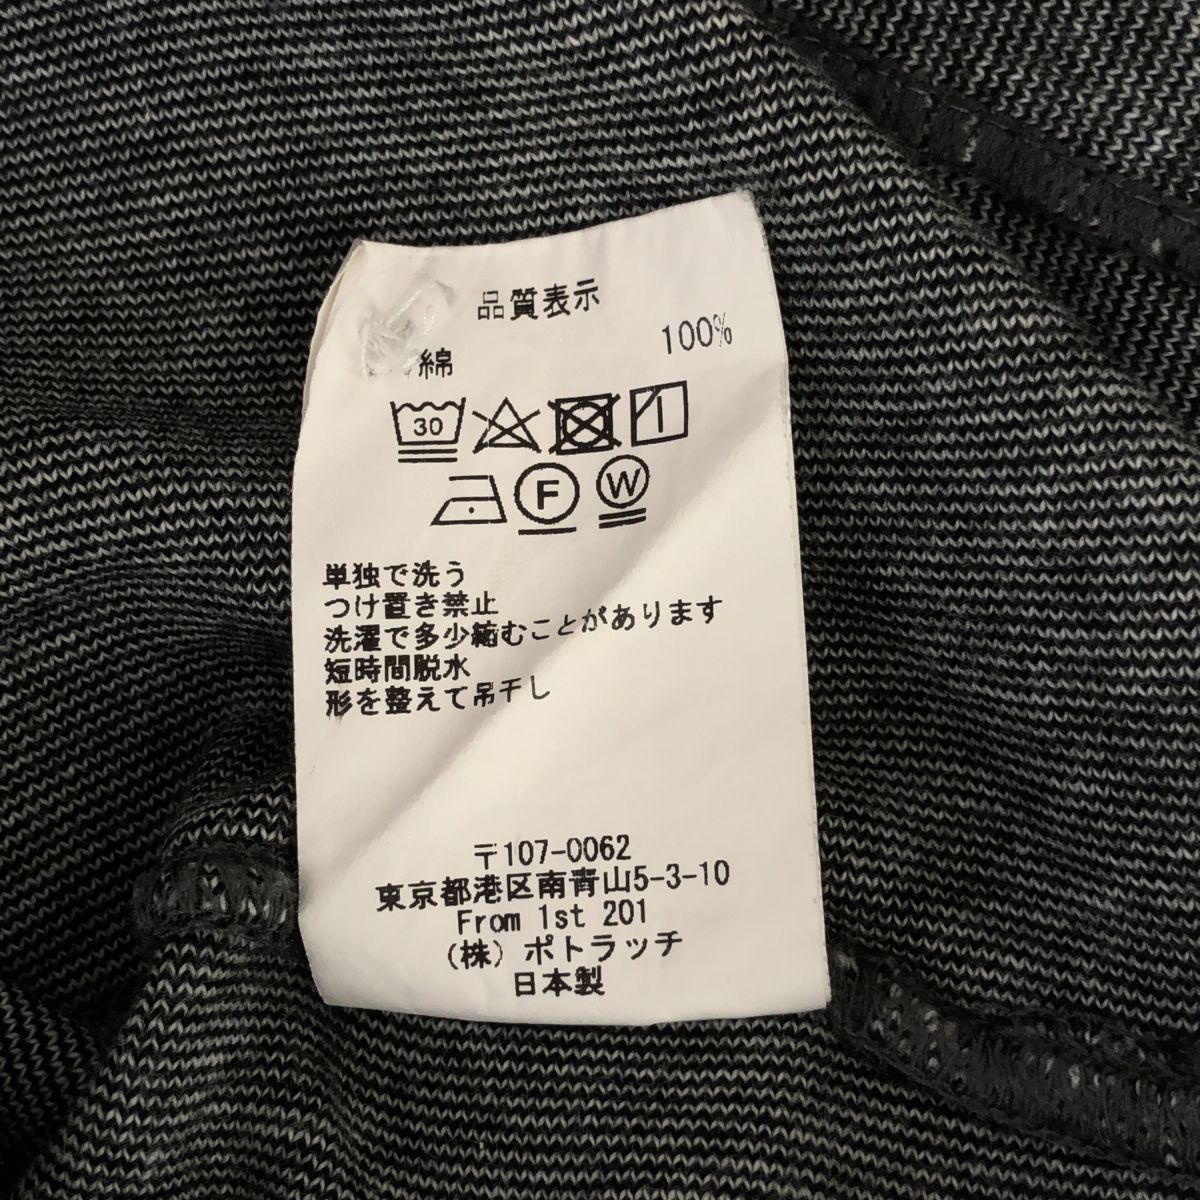 品質表示
綿 100%
30
F W
単独で洗う
つけ置き禁止
洗濯で多少縮むことがあります
短時間脱水
形を整えて吊干し
〒107-0062
東京都港区南青山5-3-10
From 1st 201
(株) ポトラッチ
日本製